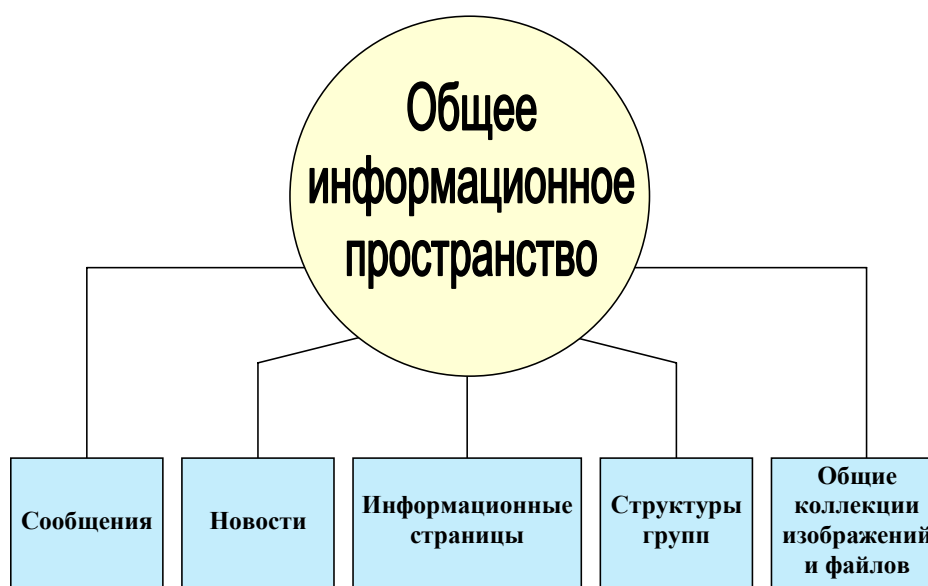 Общее
информационное
пространство
Сообщения
Новости
Информационные
страницы
Структуры
групп
Общие
коллекции
изображений
и файлов